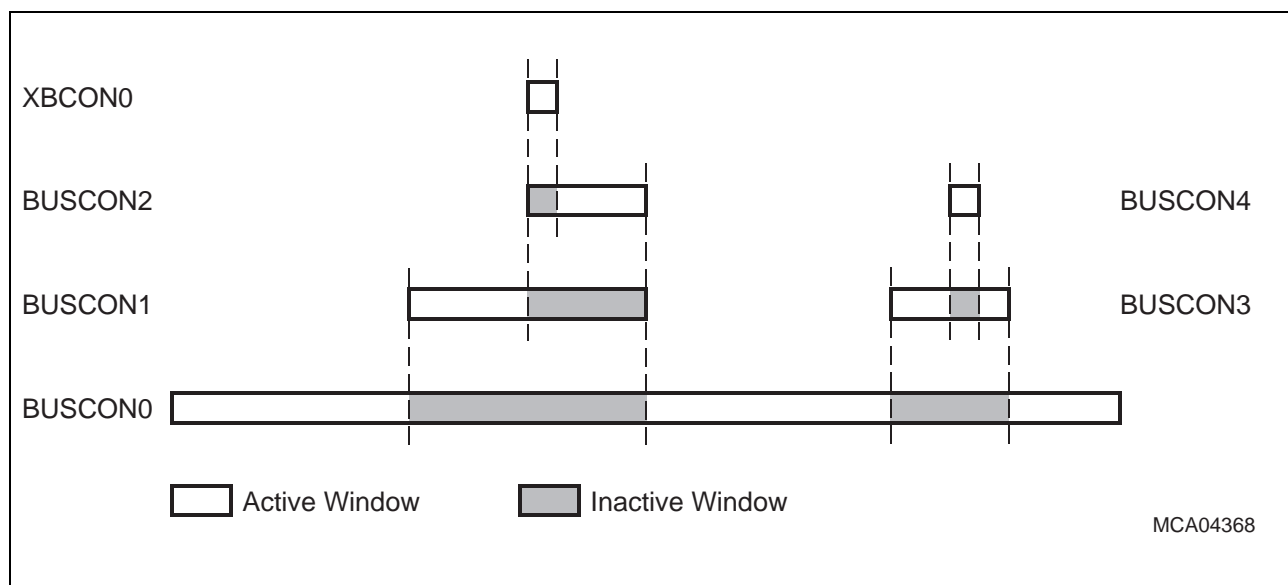 XBCON0
BUSCON2
BUSCON4
BUSCON1
BUSCON3
BUSCON0
Active Window
Inactive Window
MCA04368